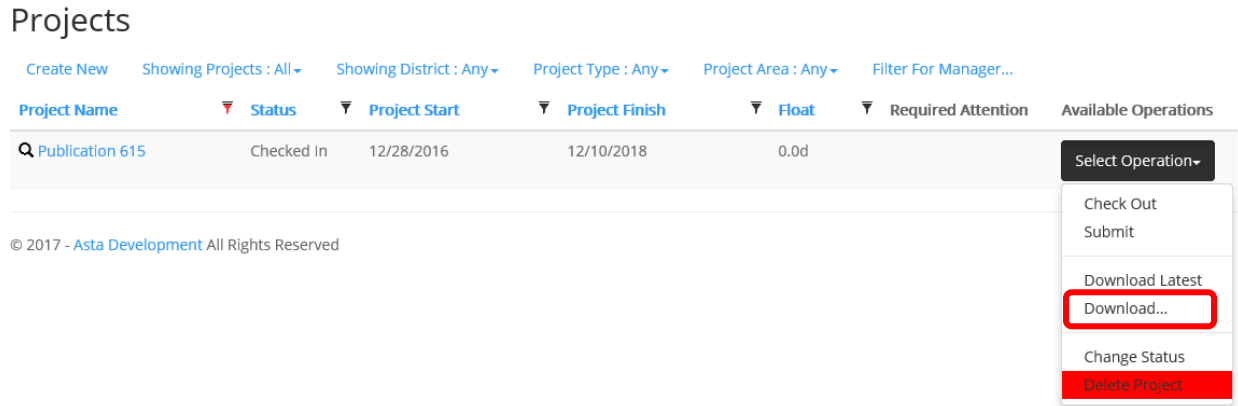 Projects
Create New Showing Projects : All Showing District : Any Project Type : Any Project Area : Any Filter For Manager...
Project Name Status Project Start Project Finish Float Required Attention Available Operations
Publication 615 Checked In 12/28/2016 12/10/2018 0.0d Select Operation
Check Out
Submit
© 2017 - Asta Development All Rights Reserved
Download Latest
Download...
Change Status
Delete Project